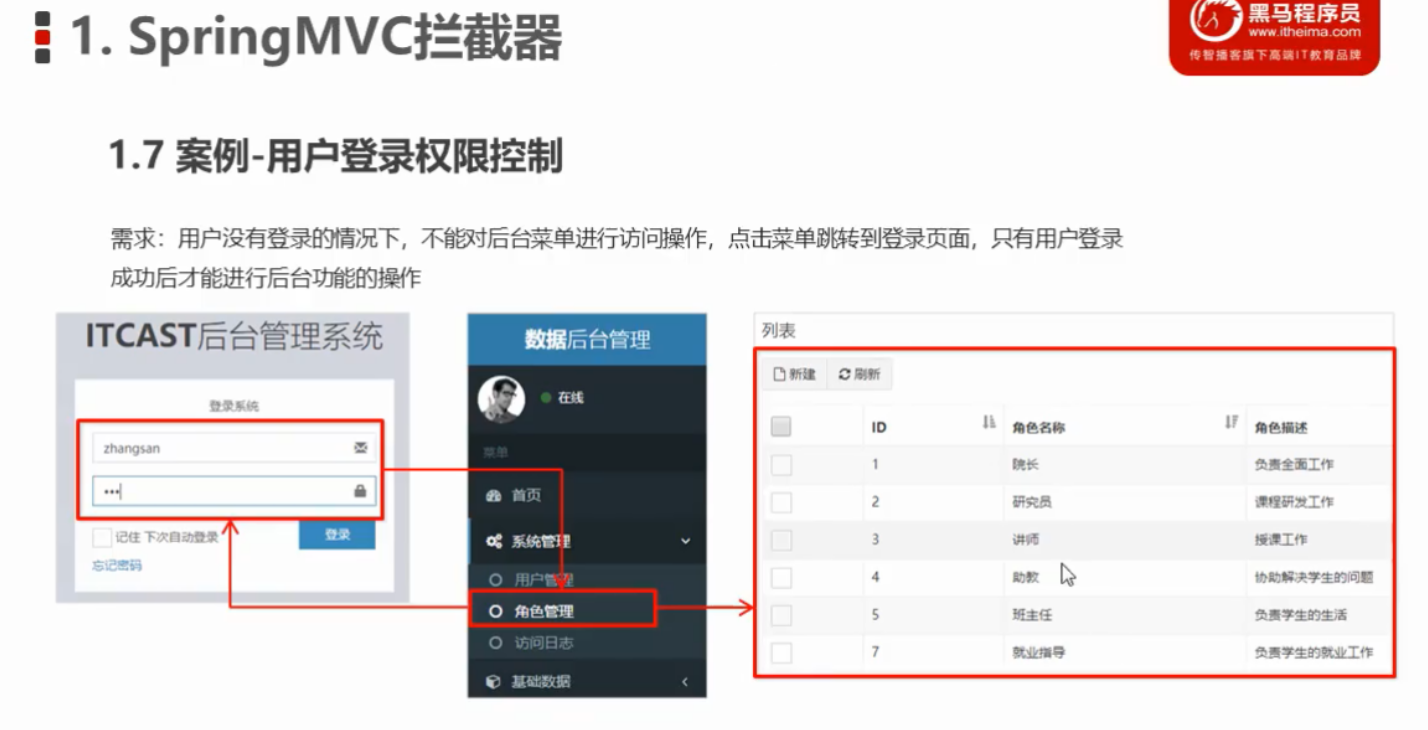 1. SpringMVC拦截器
黑马程序员
www.itheima.com
传智播客旗下高端IT教育品牌
1.7 案例-用户登录权限控制
需求：用户没有登录的情况下，不能对后台菜单进行访问操作，点击菜单跳转到登录页面，只有用户登录
成功后才能进行后台功能的操作
ITCAST后台管理系统
登录系统
zhangsan
•••
记住 下次自动登录
登录
忘记密码
数据后台管理
在线
菜单
首页
系统管理
用户管理
角色管理
访问日志
基础数据
列表
新建 刷新
ID 角色名称 角色描述
1 院长 负责全面工作
2 研究员 课程研发工作
3 讲师 授课工作
4 助教 协助解决学生的问题
5 班主任 负责学生的生活
7 就业指导 负责学生的就业工作